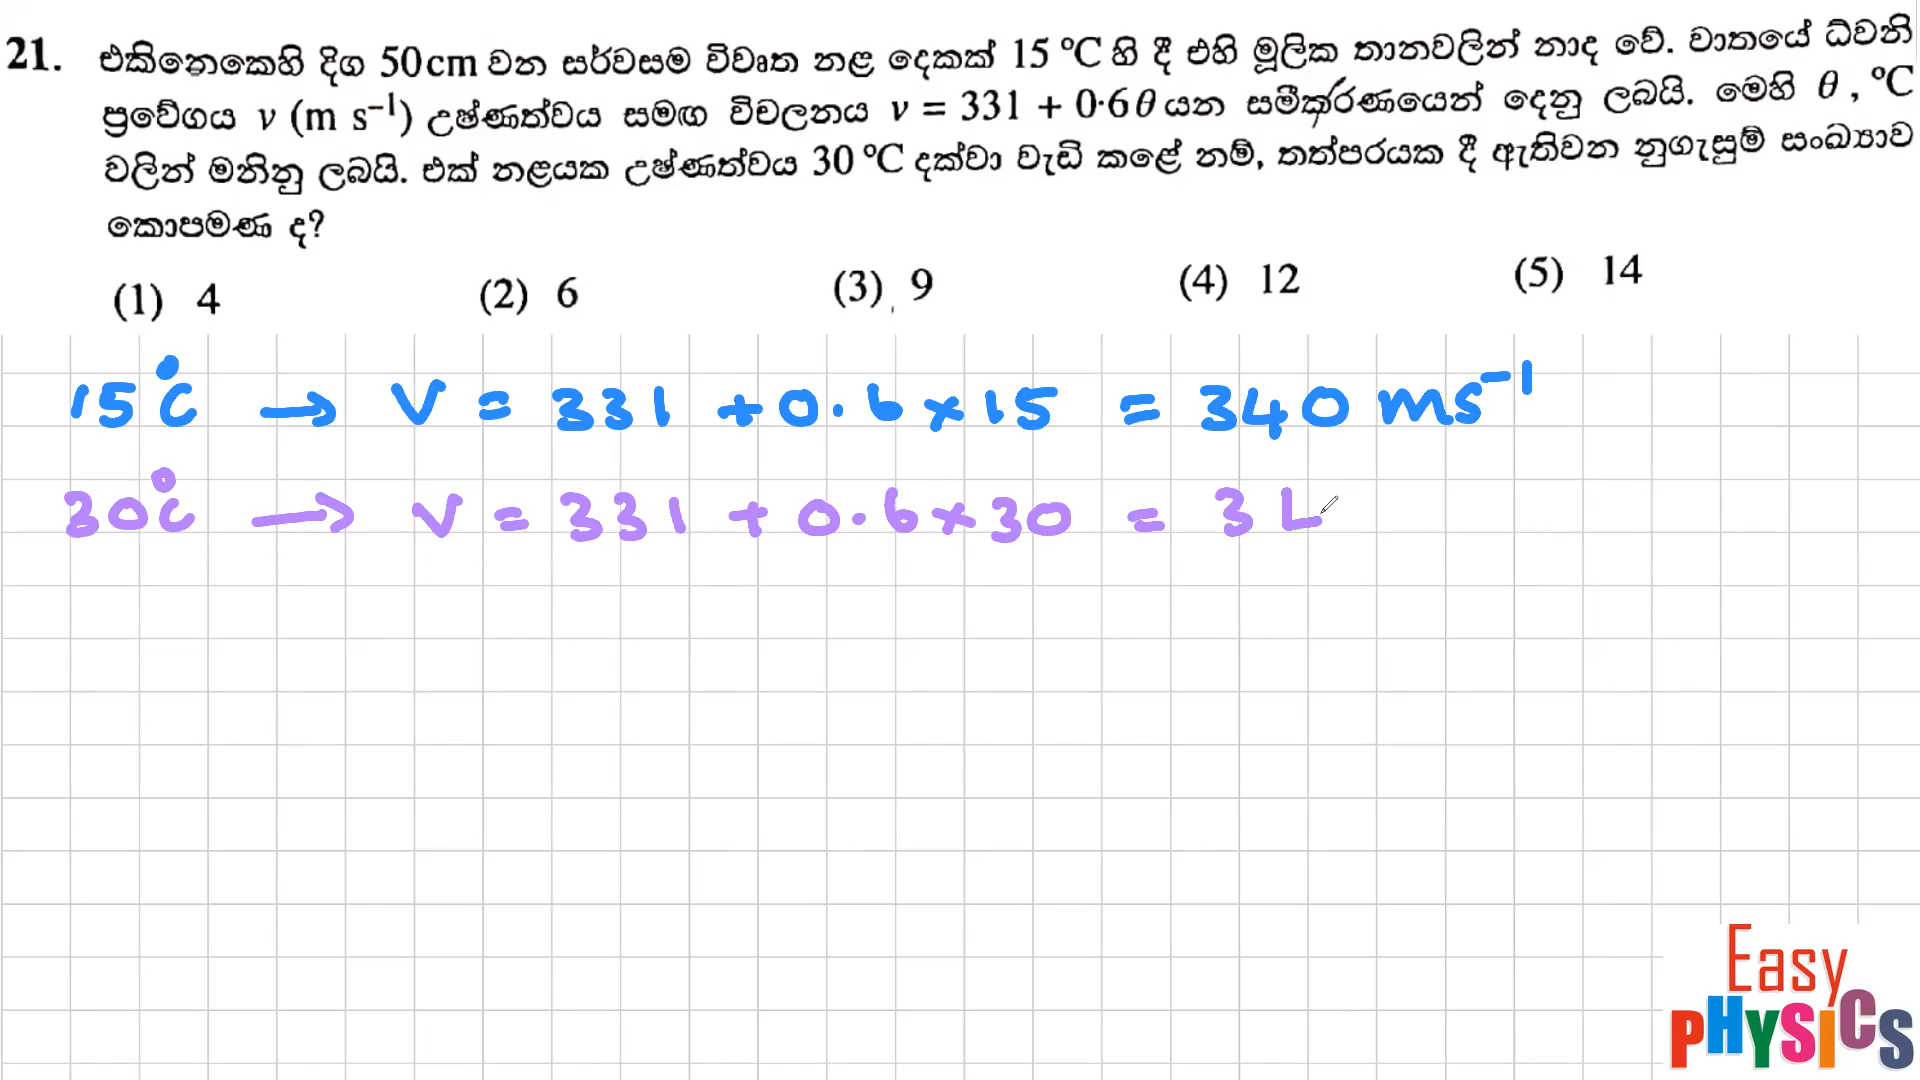 21. එකිනෙකෙහි දිග 50 cm වන සර්වසම විවෘත නළ දෙකක් 15 °C හි දී එහි මූලික තානවලින් නාද වේ. වාතයේ ධ්වනි
ප්‍රවේගය v (m s⁻¹) උෂ්ණත්වය සමඟ විචලනය v = 331 + 0·6θ යන සමීකරණයෙන් දෙනු ලබයි. මෙහි θ , °C
වලින් මනිනු ලබයි. එක් නළයක උෂ්ණත්වය 30 °C දක්වා වැඩි කළේ නම්, තත්පරයක දී ඇතිවන නුගැසුම් සංඛ්‍යාව
කොපමණ ද?
(1) 4 (2) 6 (3) 9 (4) 12 (5) 14
15°C → V = 331 + 0.6 × 15 = 340 ms⁻¹
30°C → V = 331 + 0.6 × 30 = 3
Easy
PHYSICS